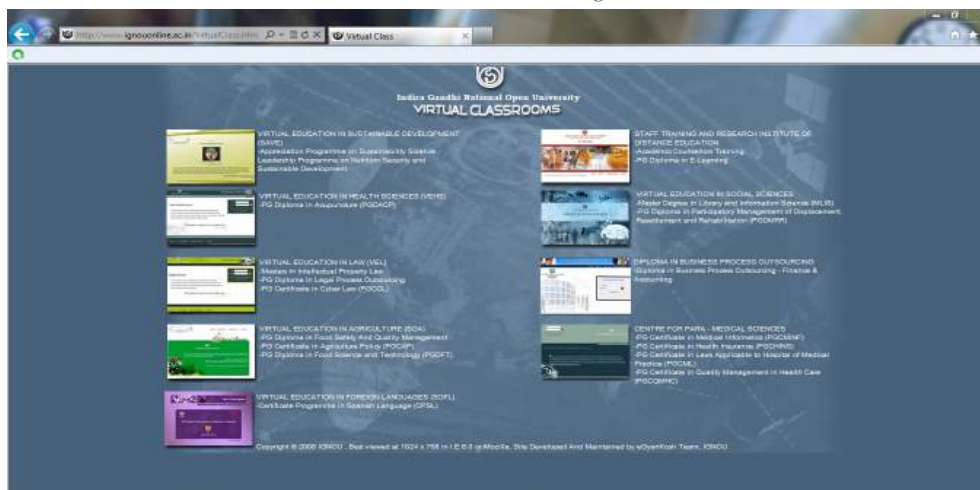 http://www.ignouonline.ac.in/VirtualClass.htm
Virtual Class
Indira Gandhi National Open University
VIRTUAL CLASSROOMS
VIRTUAL EDUCATION IN SUSTAINABLE DEVELOPMENT
(SAVE)
-Appreciation Programme on Sustainability Science
Leadership Programme on Nutrition Security and
Sustainable Development
VIRTUAL EDUCATION IN HEALTH SCIENCES (VEHS)
-PG Diploma in Acupuncture (PGDACP)
VIRTUAL EDUCATION IN LAW (VEL)
-Masters in Intellectual Property Law
-PG Diploma in Legal Process Outsourcing
-PG Certificate in Cyber Law (PGCCL)
VIRTUAL EDUCATION IN AGRICULTURE (SOA)
-PG Diploma in Food Safety And Quality Management
-PG Certificate in Agriculture Policy (PGCAP)
-PG Diploma in Food Science and Technology (PGDFT)
VIRTUAL EDUCATION IN FOREIGN LANGUAGES (SOFL)
-Certificate Programme in Spanish Language (CPSL)
STAFF TRAINING AND RESEARCH INSTITUTE OF
DISTANCE EDUCATION
-Academic Counsellors Training
-PG Diploma in E-Learning
VIRTUAL EDUCATION IN SOCIAL SCIENCES
-Master Degree in Library and Information Science (MLIS)
-PG Diploma in Participatory Management of Displacement,
Resettlement and Rehabilitation (PGDMRR)
DIPLOMA IN BUSINESS PROCESS OUTSOURCING
-Diploma in Business Process Outsourcing - Finance &
Accounting
CENTRE FOR PARA - MEDICAL SCIENCES
-PG Certificate in Medical Informatics (PGCMINF)
-PG Certificate in Health Insurance (PGCHINS)
-PG Certificate in Laws Applicable to Hospital of Medical
Practice (PGCML)
-PG Certificate in Quality Management in Health Care
(PGCQMHC)
Copyright © 2008 IGNOU . Best viewed at 1024 x 768 in I.E 6.0 or Mozilla, Site Developed And Maintained by eGyanKosh Team, IGNOU